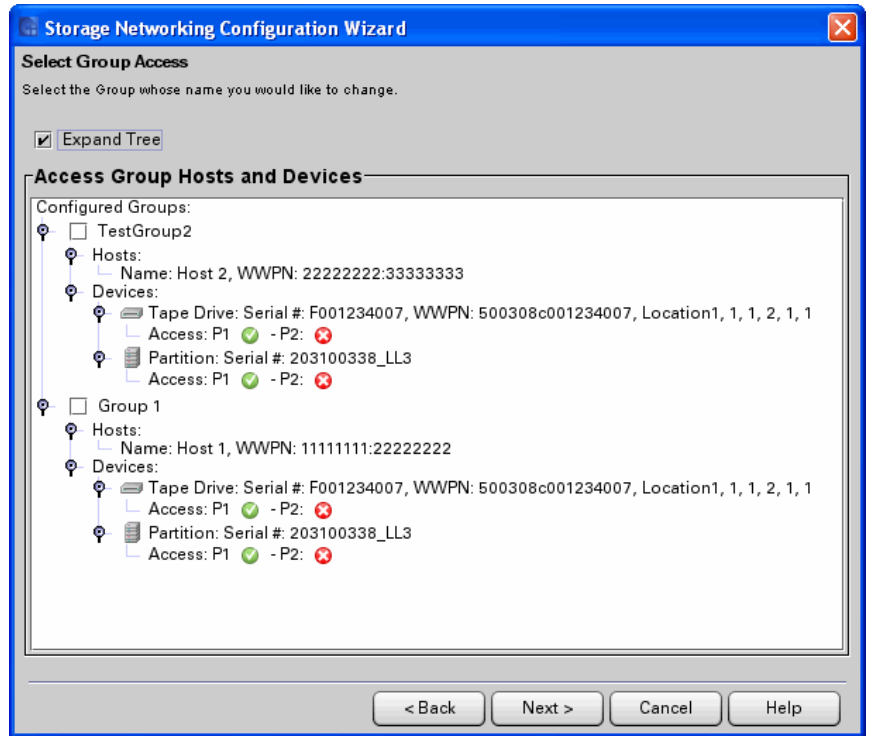 Storage Networking Configuration Wizard
Select Group Access
Select the Group whose name you would like to change.
Expand Tree
Access Group Hosts and Devices
Configured Groups:
TestGroup2
Hosts:
Name: Host 2, WWPN: 22222222:33333333
Devices:
Tape Drive: Serial #: F001234007, WWPN: 500308c001234007, Location1, 1, 1, 2, 1, 1
Access: P1 - P2:
Partition: Serial #: 203100338_LL3
Access: P1 - P2:
Group 1
Hosts:
Name: Host 1, WWPN: 11111111:22222222
Devices:
Tape Drive: Serial #: F001234007, WWPN: 500308c001234007, Location1, 1, 1, 2, 1, 1
Access: P1 - P2:
Partition: Serial #: 203100338_LL3
Access: P1 - P2:
< Back Next > Cancel Help